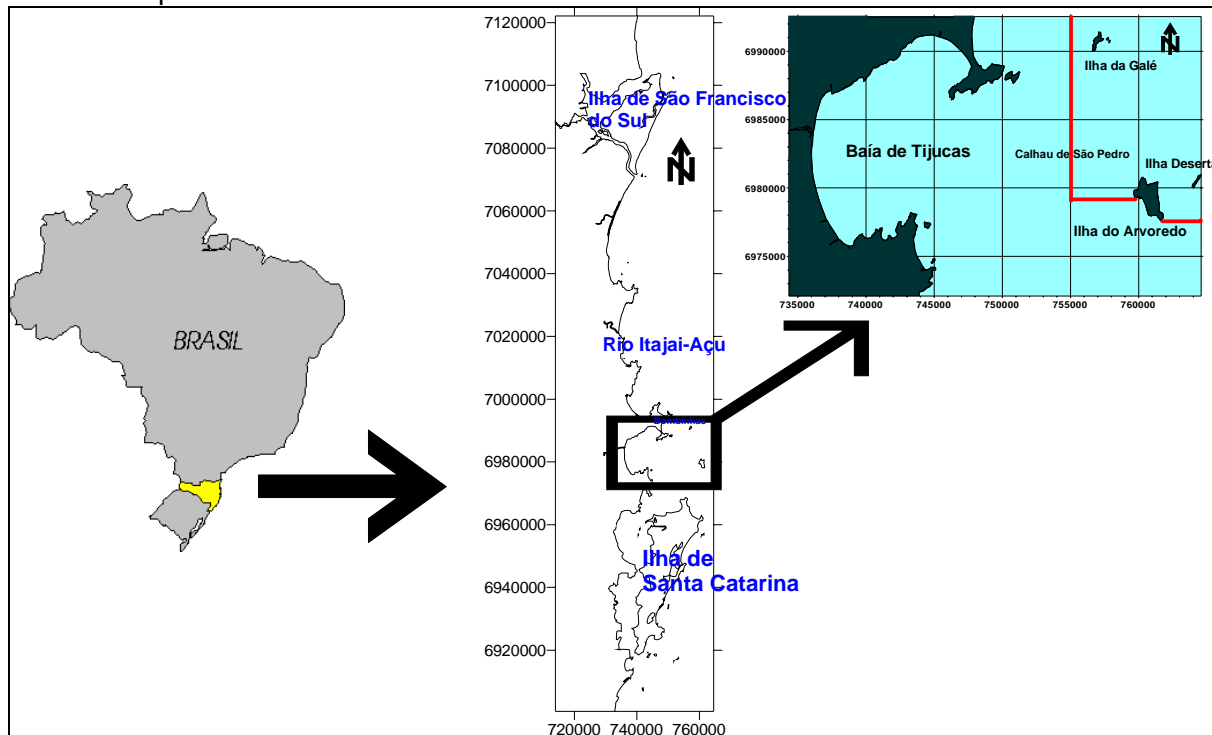 BRASIL
7120000
7100000
7080000
7060000
7040000
7020000
7000000
6980000
6960000
6940000
6920000
720000 740000 760000
Ilha de São Francisco
do Sul
N
Rio Itajai-Açu
Bombinhas
Ilha de
Santa Catarina
6990000
6985000
6980000
6975000
735000 740000 745000 750000 755000 760000
N
Ilha da Galé
Baía de Tijucas
Calhau de São Pedro
Ilha Deserta
Ilha do Arvoredo